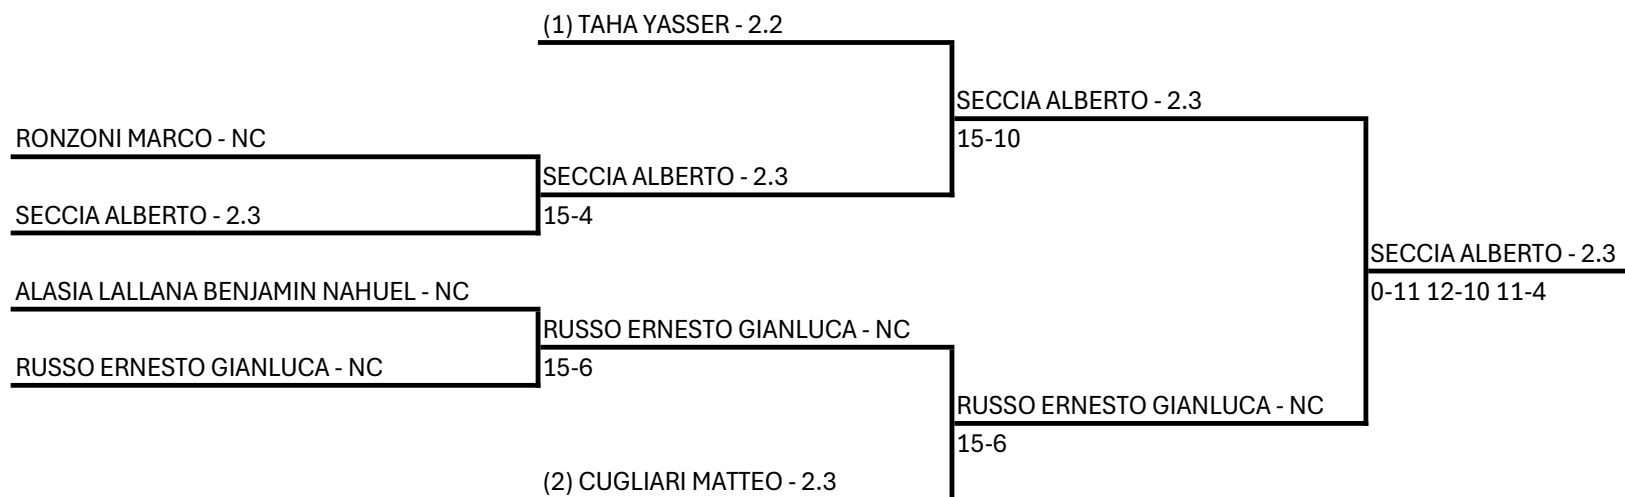 (1) TAHA YASSER - 2.2
SECCIA ALBERTO - 2.3
RONZONI MARCO - NC
15-10
SECCIA ALBERTO - 2.3
SECCIA ALBERTO - 2.3
15-4
SECCIA ALBERTO - 2.3
ALASIA LALLANA BENJAMIN NAHUEL - NC
0-11 12-10 11-4
RUSSO ERNESTO GIANLUCA - NC
RUSSO ERNESTO GIANLUCA - NC
15-6
RUSSO ERNESTO GIANLUCA - NC
15-6
(2) CUGLIARI MATTEO - 2.3